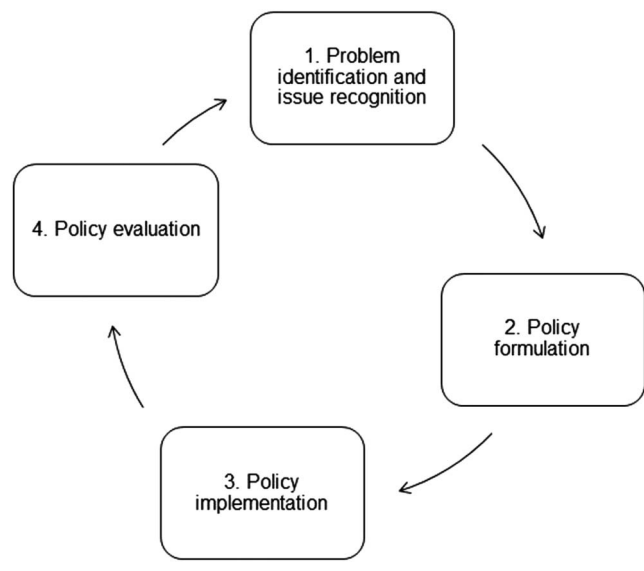 1. Problem
identification and
issue recognition
2. Policy
formulation
3. Policy
implementation
4. Policy evaluation